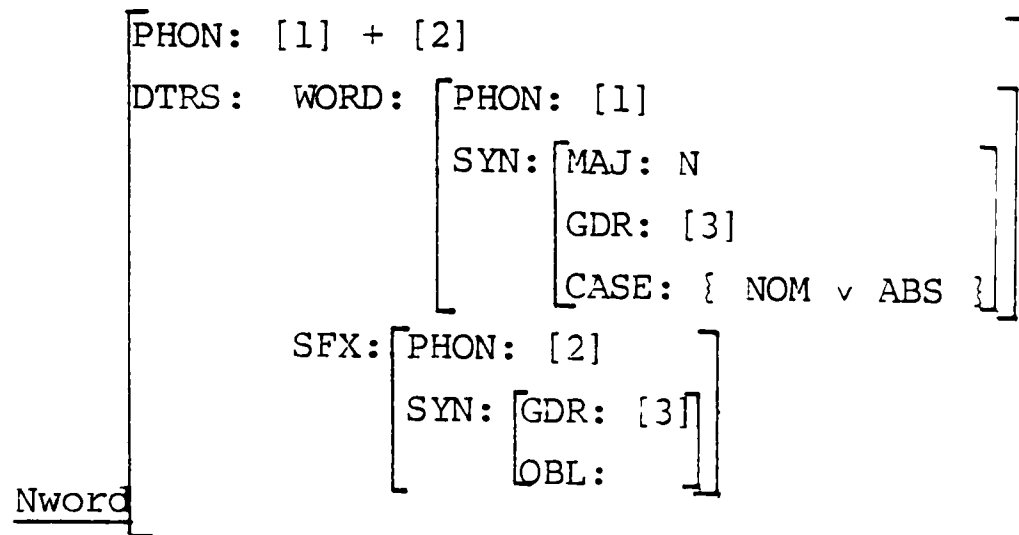 PHON: [1] + [2]
DTRS: WORD: PHON: [1]
SYN: MAJ: N
GDR: [3]
CASE: { NOM v ABS }
SFX: PHON: [2]
SYN: GDR: [3]
OBL:
Nword